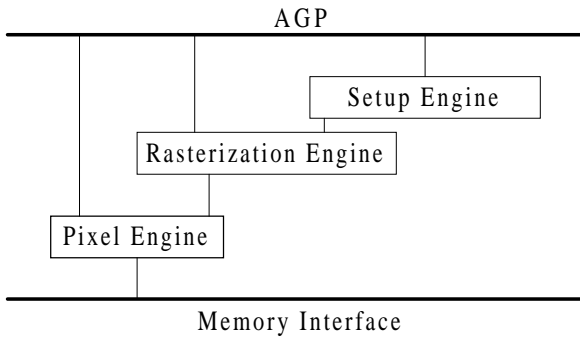 AGP
Setup Engine
Rasterization Engine
Pixel Engine
Memory Interface